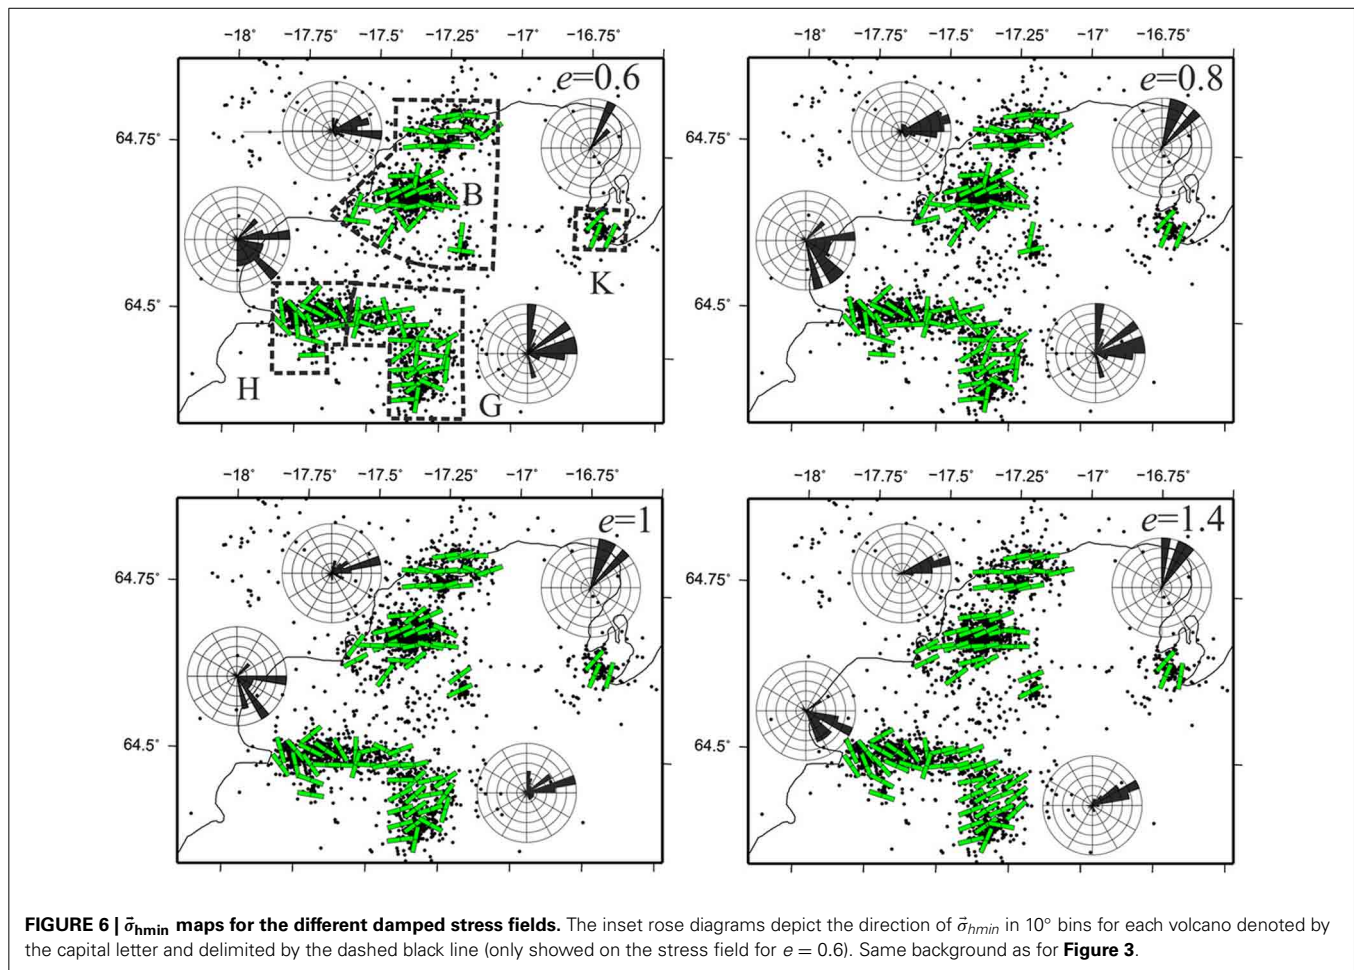 −18° −17.75° −17.5° −17.25° −17° −16.75°
−18° −17.75° −17.5° −17.25° −17° −16.75°
e=0.6
e=0.8
64.75°
64.75°
B
K
64.5°
64.5°
H
G
−18° −17.75° −17.5° −17.25° −17° −16.75°
−18° −17.75° −17.5° −17.25° −17° −16.75°
e=1
e=1.4
64.75°
64.75°
64.5°
64.5°
FIGURE 6 | σ⃗hmin maps for the different damped stress fields. The inset rose diagrams depict the direction of σ⃗hmin in 10° bins for each volcano denoted by
the capital letter and delimited by the dashed black line (only showed on the stress field for e = 0.6). Same background as for Figure 3.